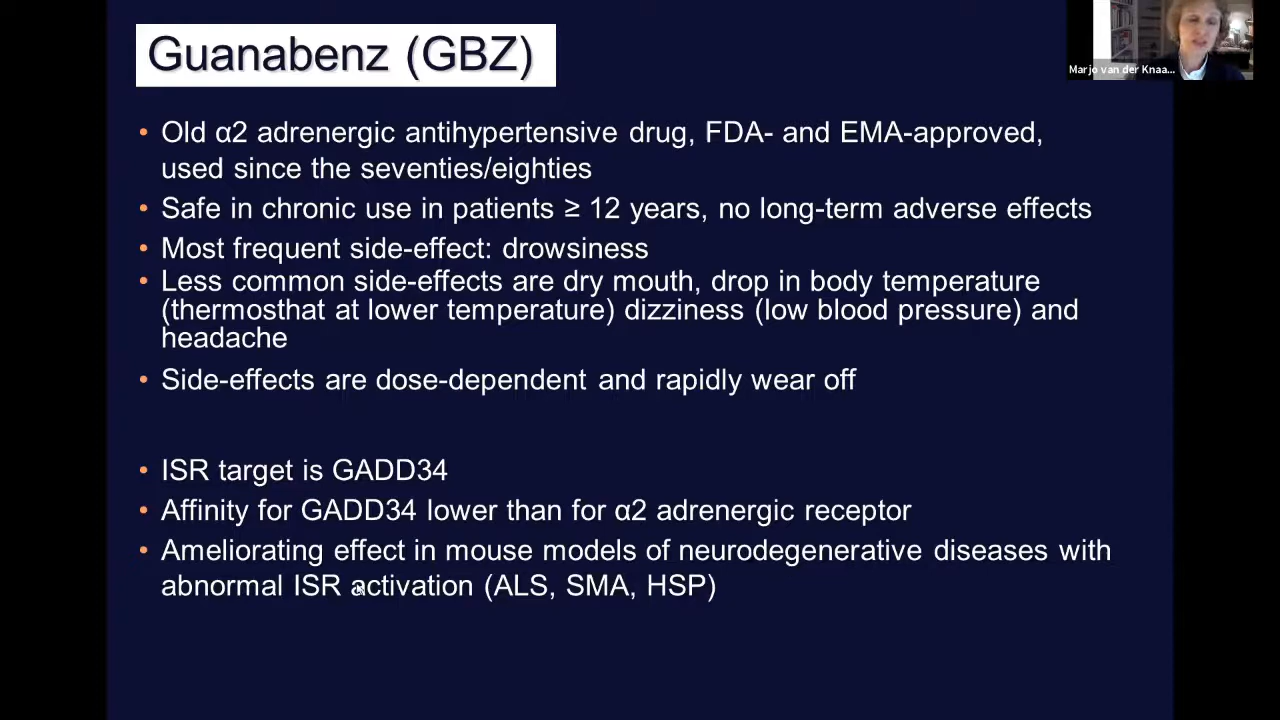 Guanabenz (GBZ)
Marjo van der Knaa...
• Old α2 adrenergic antihypertensive drug, FDA- and EMA-approved,
used since the seventies/eighties
• Safe in chronic use in patients ≥ 12 years, no long-term adverse effects
• Most frequent side-effect: drowsiness
• Less common side-effects are dry mouth, drop in body temperature
(thermosthat at lower temperature) dizziness (low blood pressure) and
headache
• Side-effects are dose-dependent and rapidly wear off
• ISR target is GADD34
• Affinity for GADD34 lower than for α2 adrenergic receptor
• Ameliorating effect in mouse models of neurodegenerative diseases with
abnormal ISR activation (ALS, SMA, HSP)